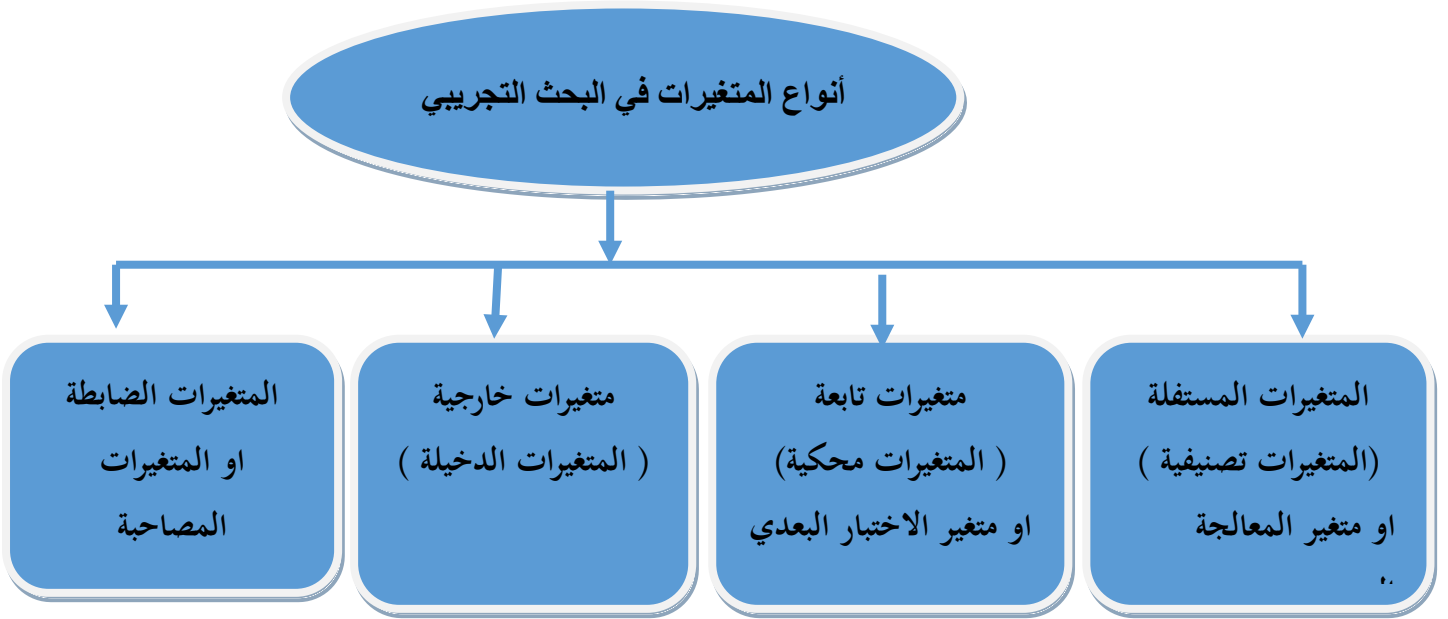 أنواع المتغيرات في البحث التجريبي
المتغيرات المستفلة
(المتغيرات تصنيفية )
او متغير المعالجة
متغيرات تابعة
( المتغيرات محكية)
او متغير الاختبار البعدي
متغيرات خارجية
( المتغيرات الدخيلة )
المتغيرات الضابطة
او المتغيرات
المصاحبة